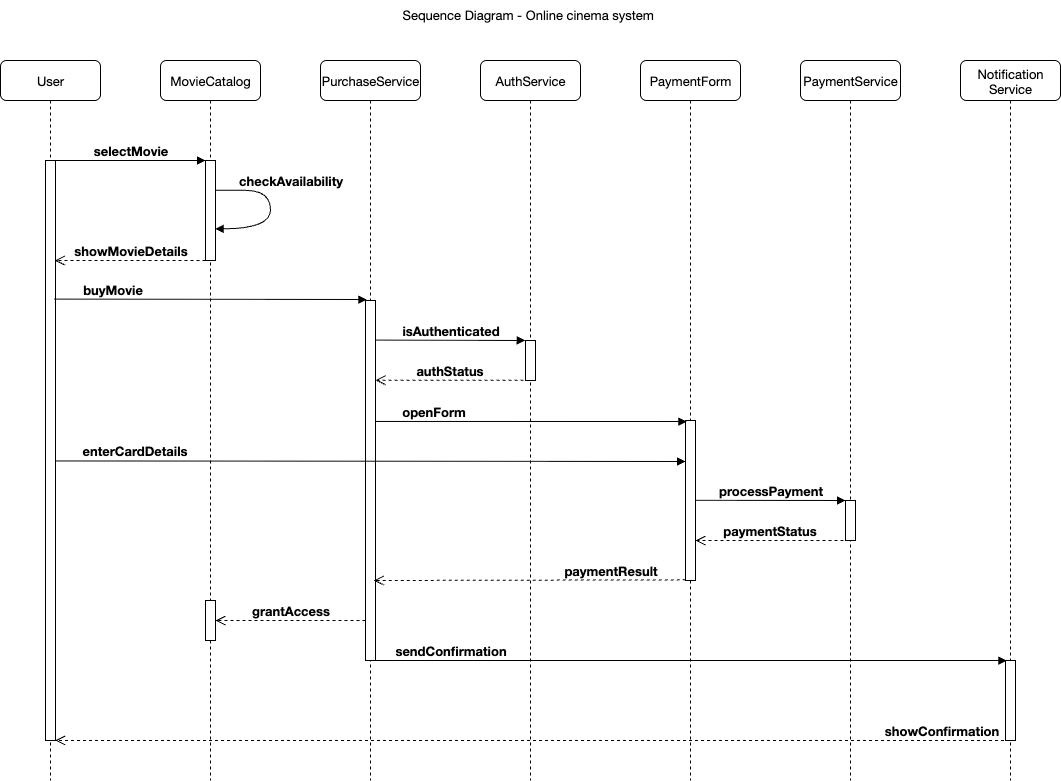 Sequence Diagram - Online cinema system
User
MovieCatalog
PurchaseService
AuthService
PaymentForm
PaymentService
Notification
Service
selectMovie
checkAvailability
showMovieDetails
buyMovie
isAuthenticated
authStatus
openForm
enterCardDetails
processPayment
paymentStatus
paymentResult
grantAccess
sendConfirmation
showConfirmation